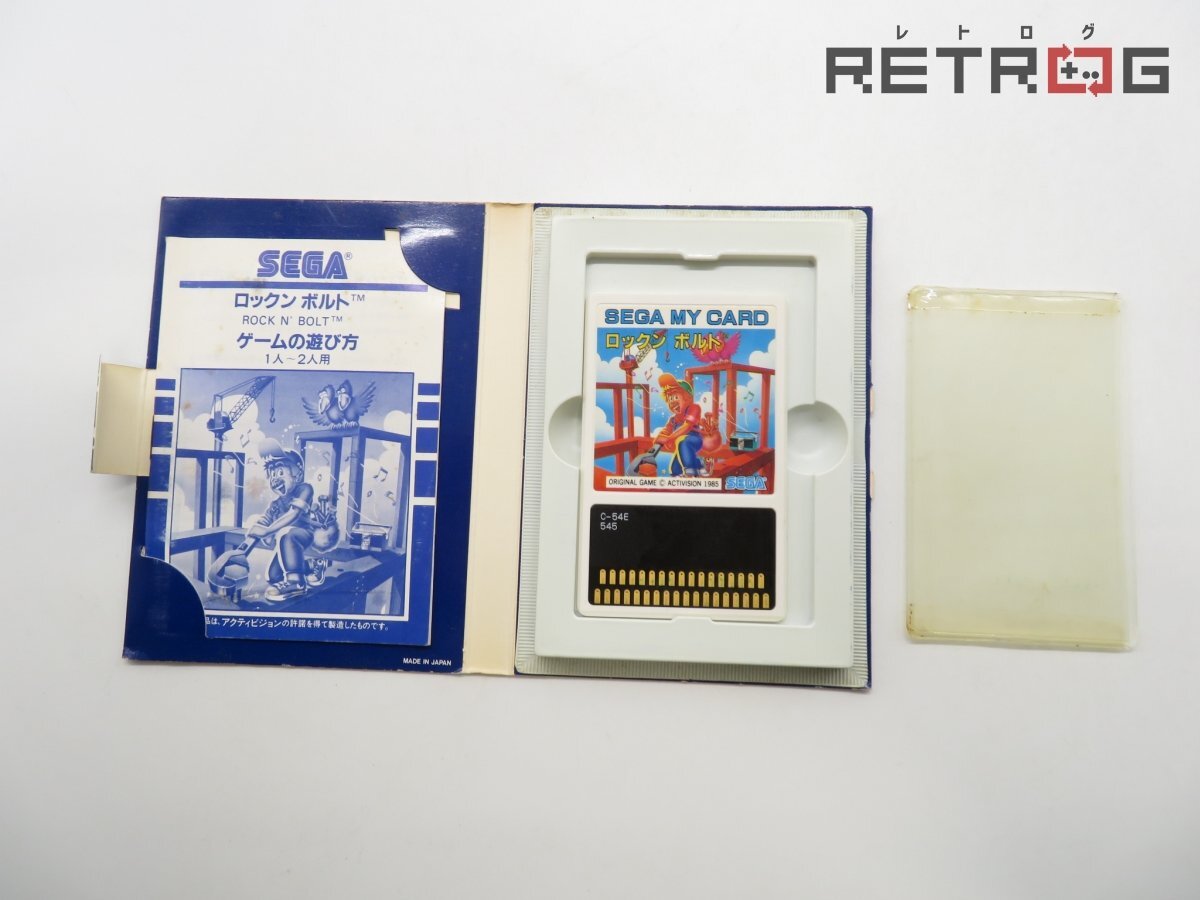 レトログ
RETROG
SEGA®
ロックン ボルト™
ROCK N' BOLT™
ゲームの遊び方
1人～2人用
品は、アクティビジョンの許諾を得て製造したものです。
MADE IN JAPAN
SEGA MY CARD
ロックン ボルト
ORIGINAL GAME © ACTIVISION 1985
SEGA
C-54E
545